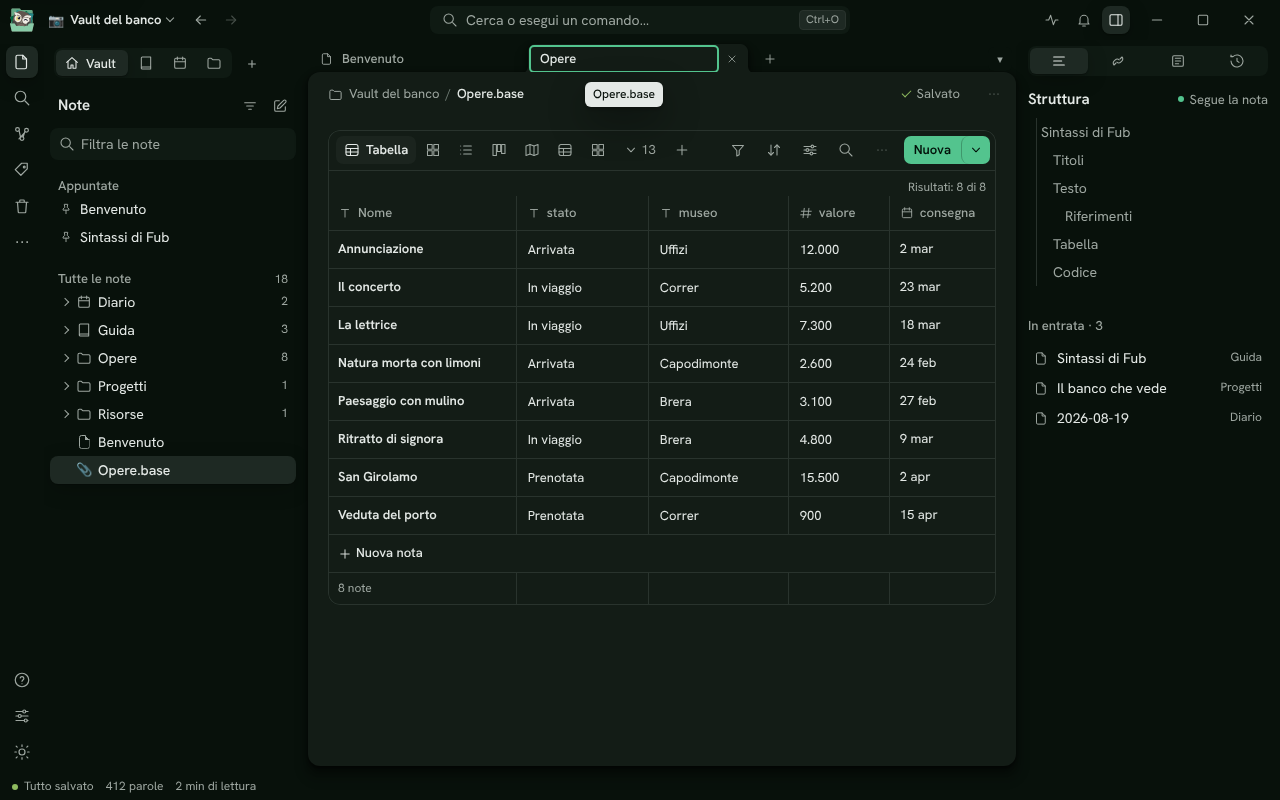 Vault del banco
Cerca o esegui un comando…
Ctrl+O
Vault
Benvenuto
Opere
Note
Vault del banco / Opere.base
Opere.base
Salvato
Struttura
Segue la nota
Filtra le note
Tabella
13
Nuova
Sintassi di Fub
Titoli
Testo
Riferimenti
Tabella
Codice
Appuntate
Benvenuto
Sintassi di Fub
Risultati: 8 di 8
Nome stato museo valore consegna
Annunciazione Arrivata Uffizi 12.000 2 mar
Il concerto In viaggio Correr 5.200 23 mar
La lettrice In viaggio Uffizi 7.300 18 mar
Natura morta con limoni Arrivata Capodimonte 2.600 24 feb
Paesaggio con mulino Arrivata Brera 3.100 27 feb
Ritratto di signora In viaggio Brera 4.800 9 mar
San Girolamo Prenotata Capodimonte 15.500 2 apr
Veduta del porto Prenotata Correr 900 15 apr
Nuova nota
8 note
Tutte le note 18
Diario 2
Guida 3
Opere 8
Progetti 1
Risorse 1
Benvenuto
Opere.base
In entrata · 3
Sintassi di Fub Guida
Il banco che vede Progetti
2026-08-19 Diario
Tutto salvato 412 parole 2 min di lettura